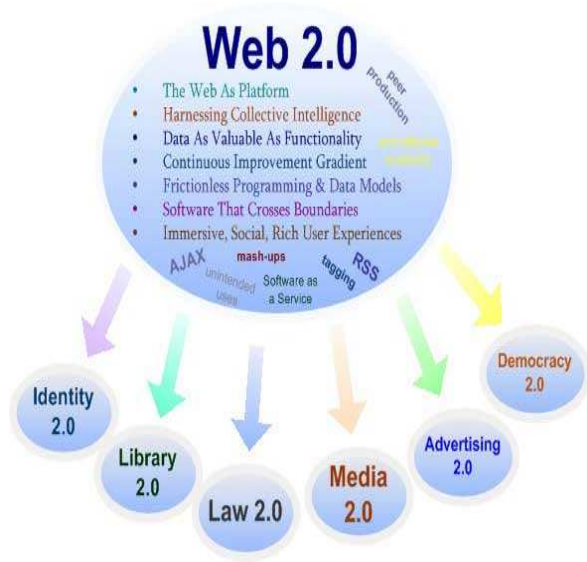 Web 2.0
peer
production
• The Web As Platform
• Harnessing Collective Intelligence
• Data As Valuable As Functionality
• Continuous Improvement Gradient
• Frictionless Programming & Data Models
• Software That Crosses Boundaries
• Immersive, Social, Rich User Experiences
AJAX
unintended
uses
mash-ups
Software as
a Service
tagging
RSS
Identity
2.0
Library
2.0
Law 2.0
Media
2.0
Advertising
2.0
Democracy
2.0